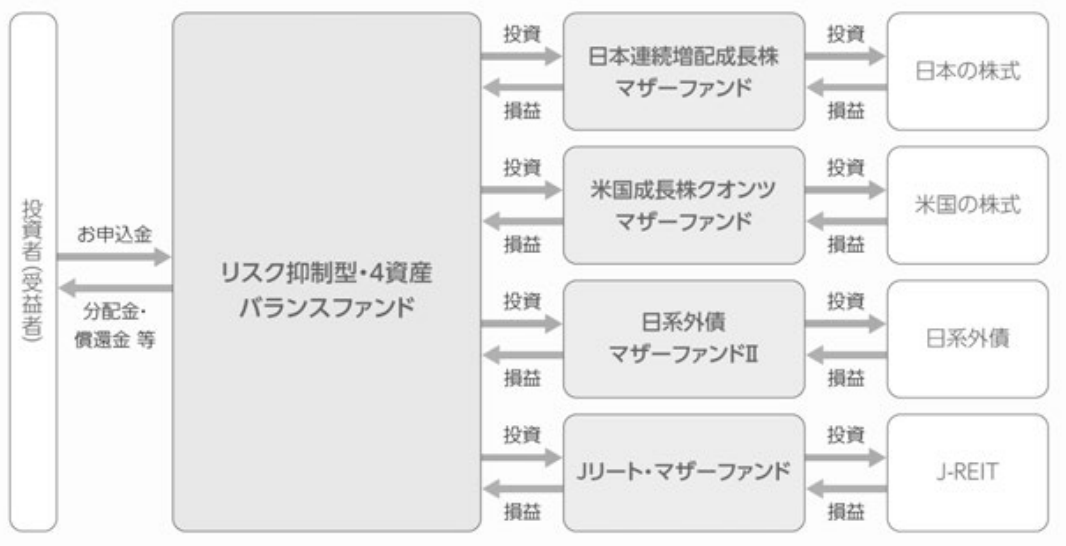 投資者(受益者)
お申込金
分配金・
償還金 等
リスク抑制型・4資産
バランスファンド
投資
損益
日本連続増配成長株
マザーファンド
投資
損益
日本の株式
投資
損益
米国成長株クオンツ
マザーファンド
投資
損益
米国の株式
投資
損益
日系外債
マザーファンドⅡ
投資
損益
日系外債
投資
損益
Jリート・マザーファンド
投資
損益
J-REIT